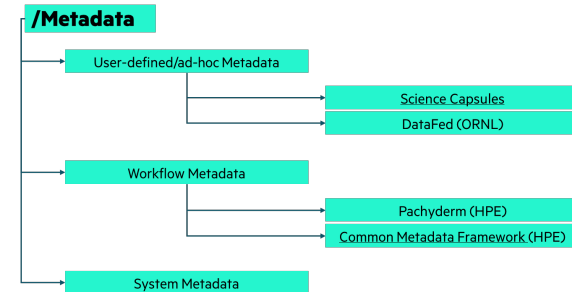 /Metadata
User-defined/ad-hoc Metadata
Science Capsules
DataFed (ORNL)
Workflow Metadata
Pachyderm (HPE)
Common Metadata Framework (HPE)
System Metadata